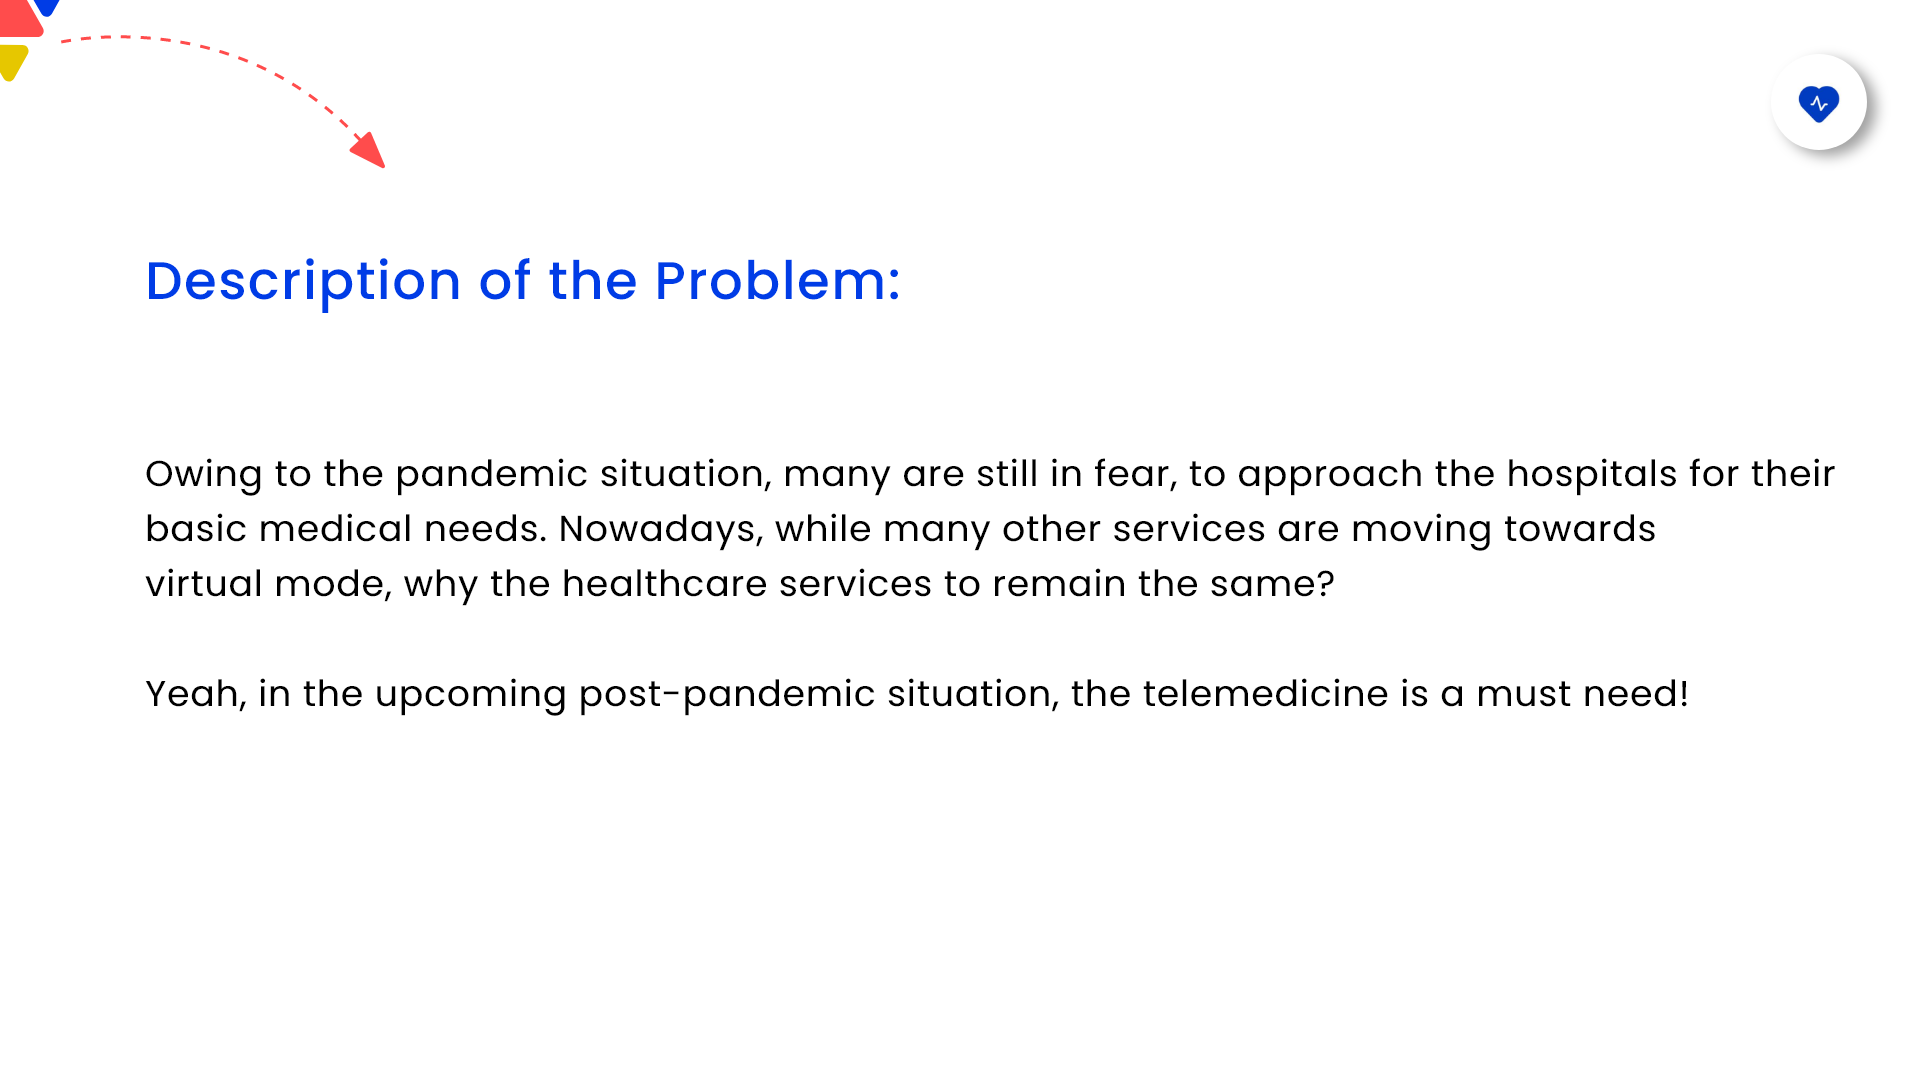 Description of the Problem:
Owing to the pandemic situation, many are still in fear, to approach the hospitals for their
basic medical needs. Nowadays, while many other services are moving towards
virtual mode, why the healthcare services to remain the same?
Yeah, in the upcoming post-pandemic situation, the telemedicine is a must need!